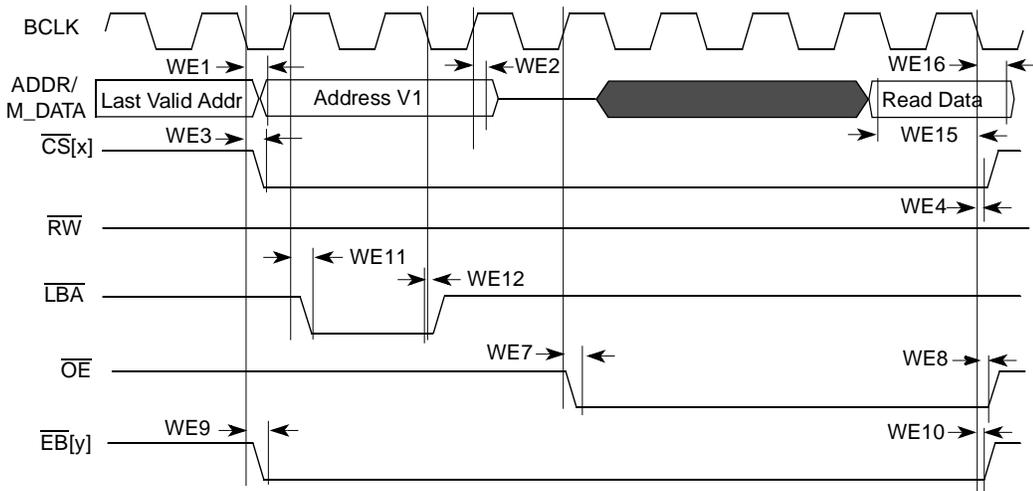 BCLK
WE1
WE2
WE16
ADDR/
M_DATA
Last Valid Addr
Address V1
Read Data
WE3
WE15
CS[x]
WE4
RW
WE11
LBA
WE12
WE7
WE8
OE
WE9
WE10
EB[y]